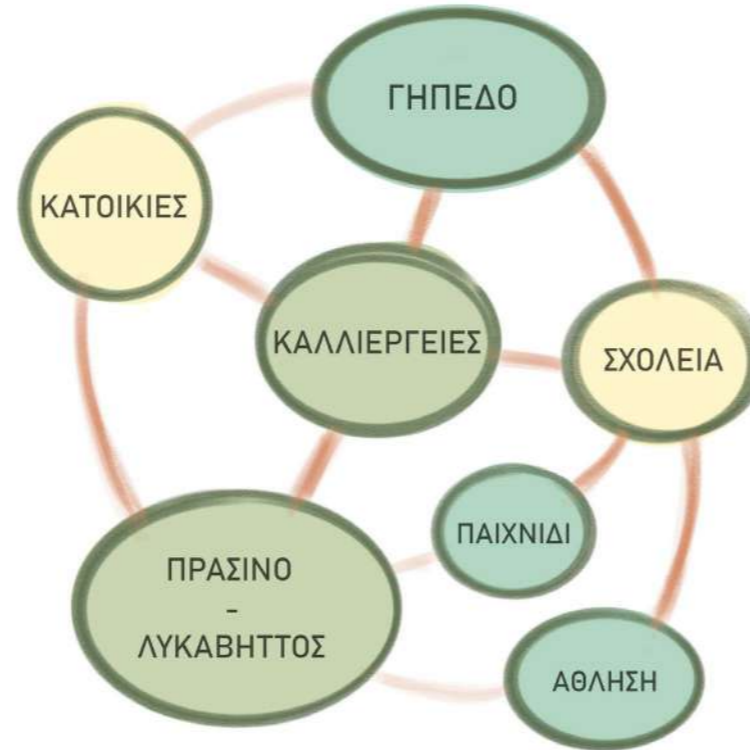 ΓΗΠΕΔΟ
ΚΑΤΟΙΚΙΕΣ
ΚΑΛΛΙΕΡΓΕΙΕΣ
ΣΧΟΛΕΙΑ
ΠΑΙΧΝΙΔΙ
ΠΡΑΣΙΝΟ
-
ΛΥΚΑΒΗΤΤΟΣ
ΑΘΛΗΣΗ